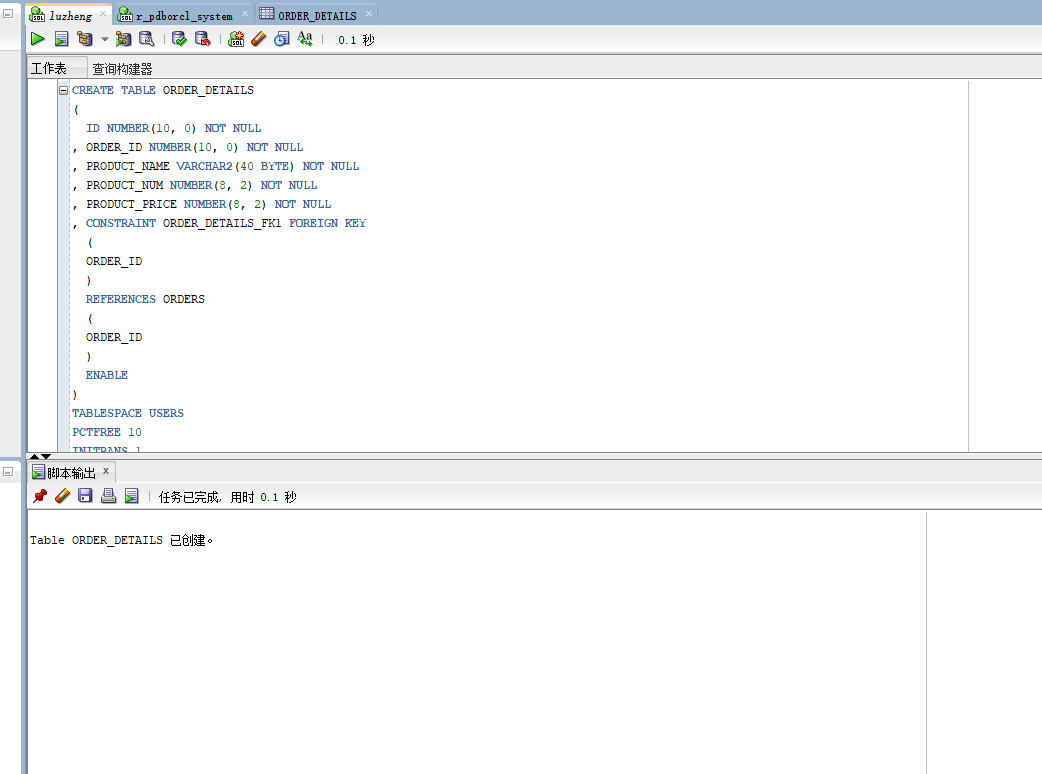 luzheng r_pdborcl_system ORDER_DETAILS
0.1 秒
工作表 查询构建器
CREATE TABLE ORDER_DETAILS
(
ID NUMBER(10, 0) NOT NULL
, ORDER_ID NUMBER(10, 0) NOT NULL
, PRODUCT_NAME VARCHAR2(40 BYTE) NOT NULL
, PRODUCT_NUM NUMBER(8, 2) NOT NULL
, PRODUCT_PRICE NUMBER(8, 2) NOT NULL
, CONSTRAINT ORDER_DETAILS_FK1 FOREIGN KEY
(
ORDER_ID
)
REFERENCES ORDERS
(
ORDER_ID
)
ENABLE
)
TABLESPACE USERS
PCTFREE 10
INITRANS 1
脚本输出
任务已完成, 用时 0.1 秒
Table ORDER_DETAILS 已创建。